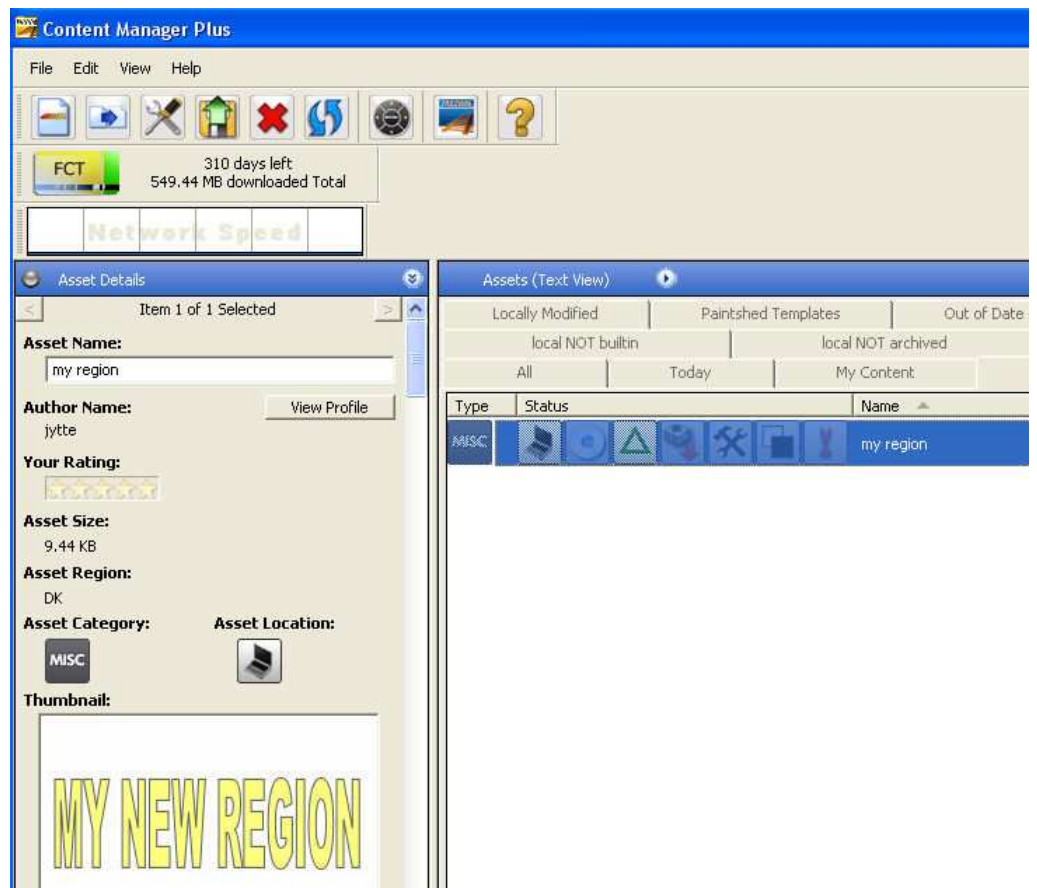 Content Manager Plus
File Edit View Help
FCT
310 days left
549.44 MB downloaded Total
Network Speed
Asset Details
< Item 1 of 1 Selected >
Asset Name:
my region
Author Name: View Profile
jytte
Your Rating:
Asset Size:
9.44 KB
Asset Region:
DK
Asset Category: Asset Location:
MISC
Thumbnail:
MY NEW REGION
Assets (Text View)
Locally Modified Paintshed Templates Out of Date
local NOT builtin local NOT archived
All Today My Content
Type Status Name
MISC my region